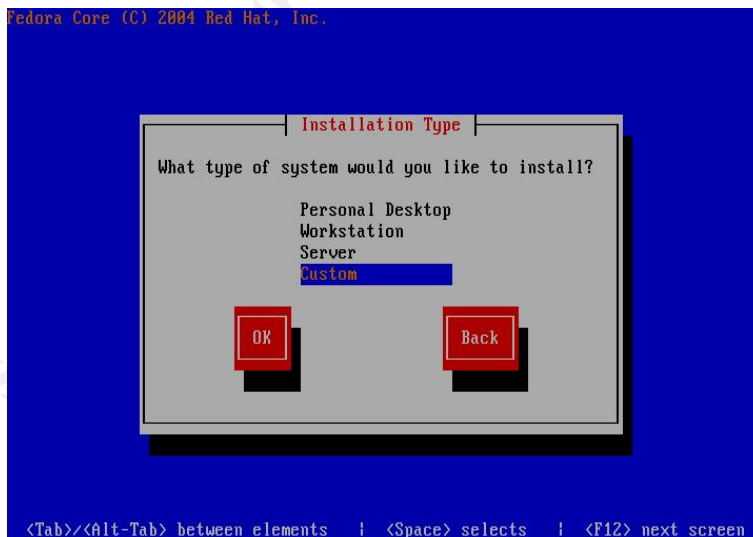 Fedora Core (C) 2004 Red Hat, Inc.
Installation Type
What type of system would you like to install?
Personal Desktop
Workstation
Server
Custom
OK Back
<Tab>/<Alt-Tab> between elements | <Space> selects | <F12> next screen